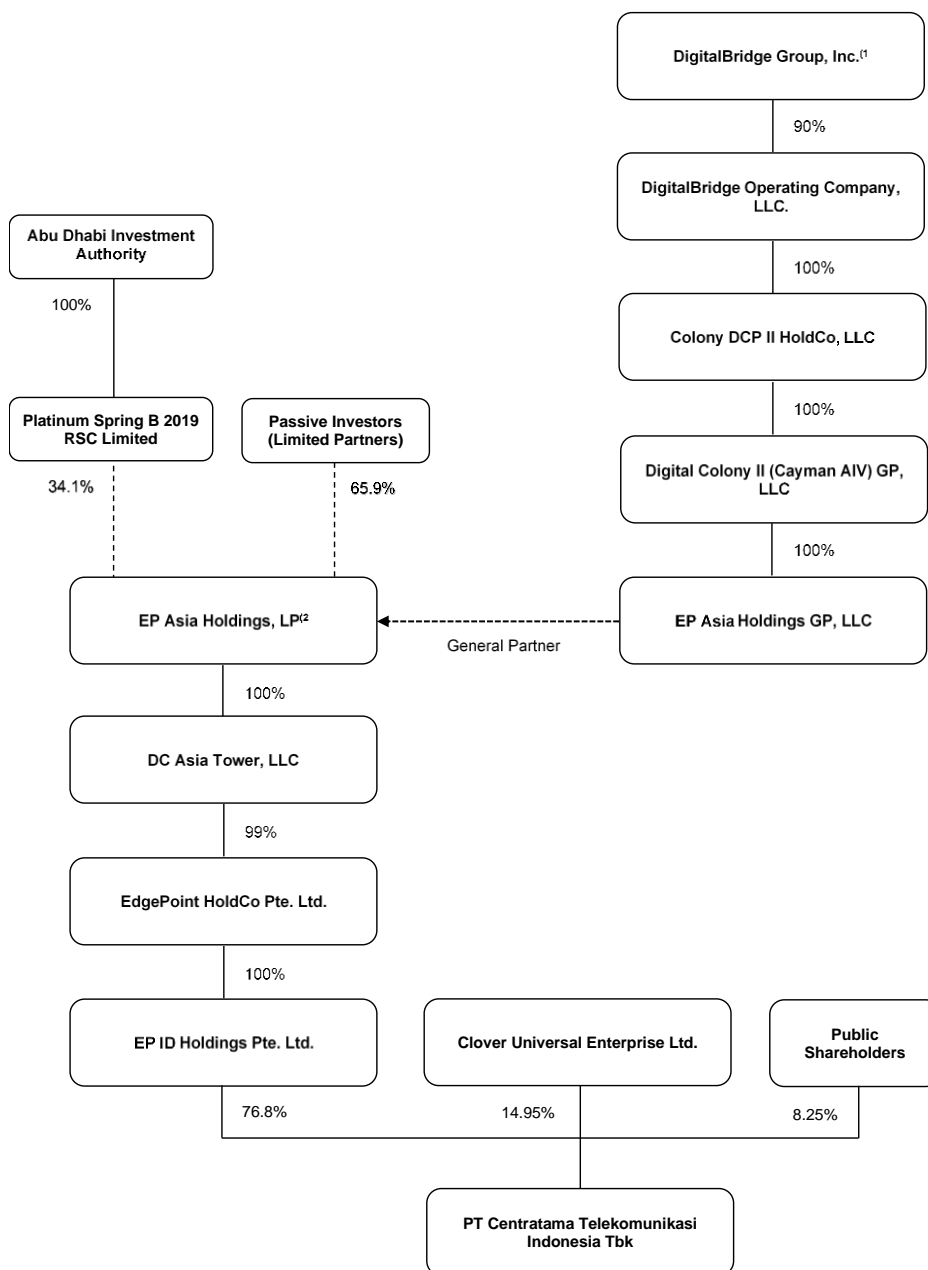 DigitalBridge Group, Inc.(1
90%
DigitalBridge Operating Company,
LLC.
Abu Dhabi Investment
Authority
100%
100%
Colony DCP II HoldCo, LLC
100%
Platinum Spring B 2019
RSC Limited
Passive Investors
(Limited Partners)
Digital Colony II (Cayman AIV) GP,
LLC
34.1%
65.9%
100%
EP Asia Holdings, LP(2
EP Asia Holdings GP, LLC
General Partner
100%
DC Asia Tower, LLC
99%
EdgePoint HoldCo Pte. Ltd.
100%
EP ID Holdings Pte. Ltd.
Clover Universal Enterprise Ltd.
Public
Shareholders
76.8%
14.95%
8.25%
PT Centratama Telekomunikasi
Indonesia Tbk